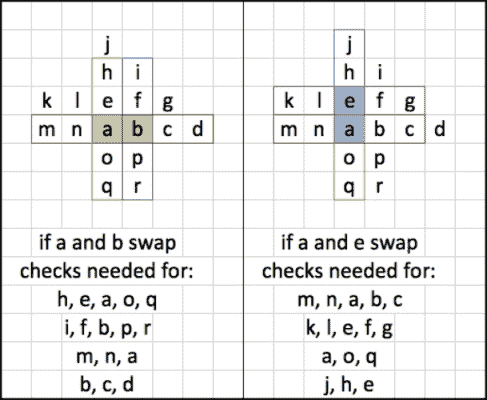 j
h i
k l e f g
m n a b c d
o p
q r
if a and b swap
checks needed for:
h, e, a, o, q
i, f, b, p, r
m, n, a
b, c, d
j
h i
k l e f g
m n a b c d
o p
q r
if a and e swap
checks needed for:
m, n, a, b, c
k, l, e, f, g
a, o, q
j, h, e